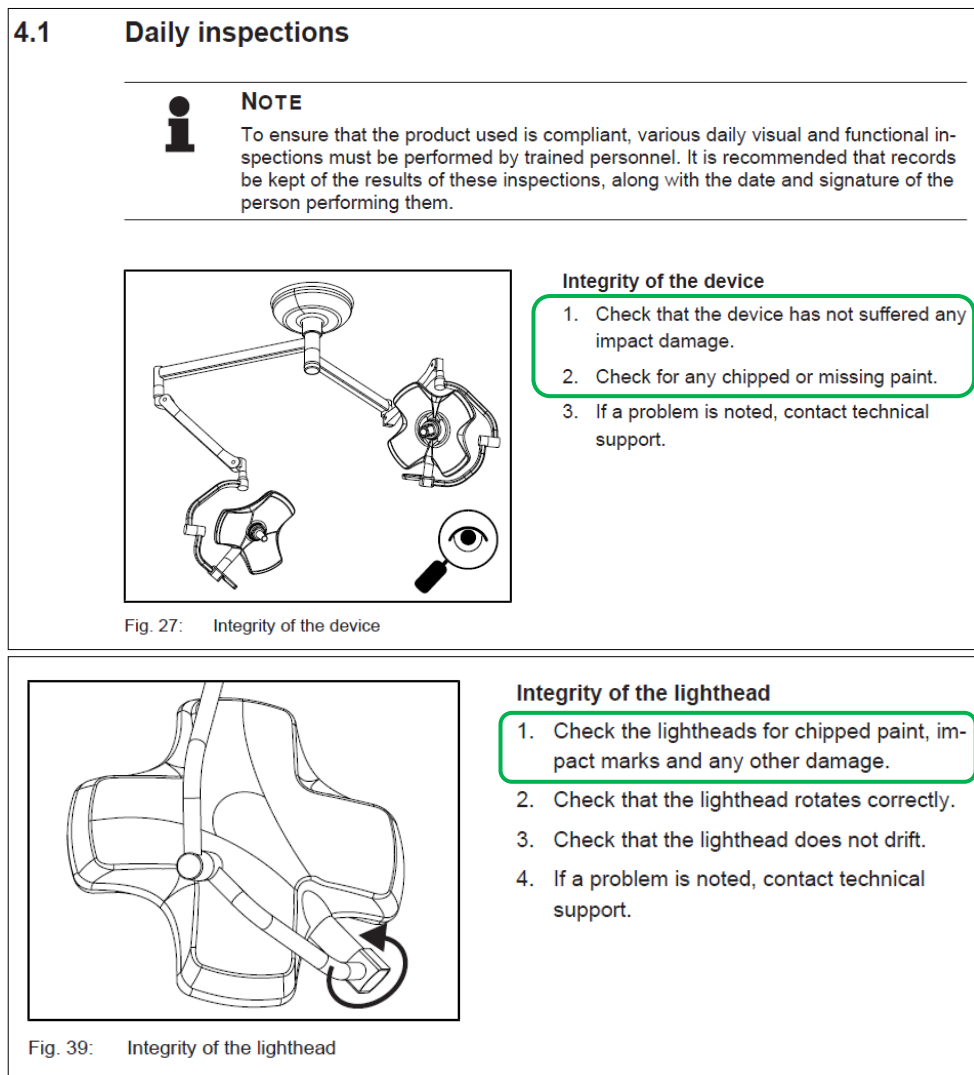 4.1 Daily inspections
NOTE
To ensure that the product used is compliant, various daily visual and functional in-
spections must be performed by trained personnel. It is recommended that records
be kept of the results of these inspections, along with the date and signature of the
person performing them.
Integrity of the device
1. Check that the device has not suffered any
impact damage.
2. Check for any chipped or missing paint.
3. If a problem is noted, contact technical
support.
Fig. 27: Integrity of the device
Integrity of the lighthead
1. Check the lightheads for chipped paint, im-
pact marks and any other damage.
2. Check that the lighthead rotates correctly.
3. Check that the lighthead does not drift.
4. If a problem is noted, contact technical
support.
Fig. 39: Integrity of the lighthead